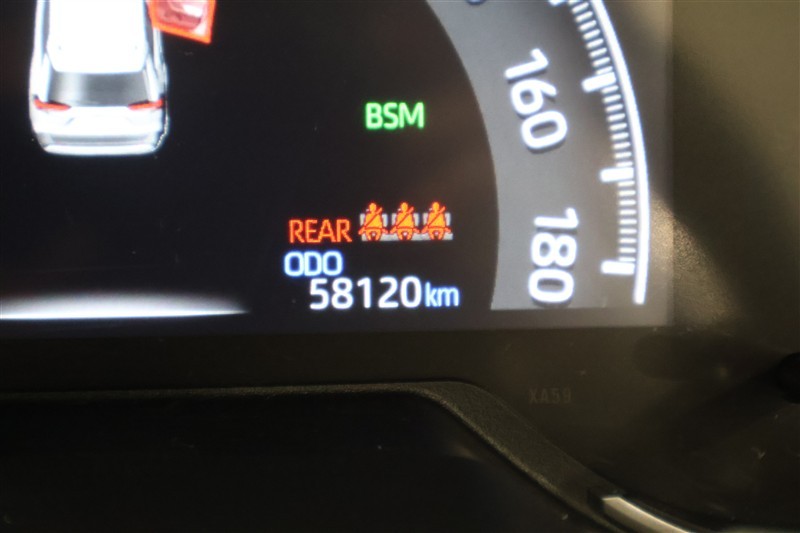 160
BSM
REAR
180
ODO
58120km
XA59